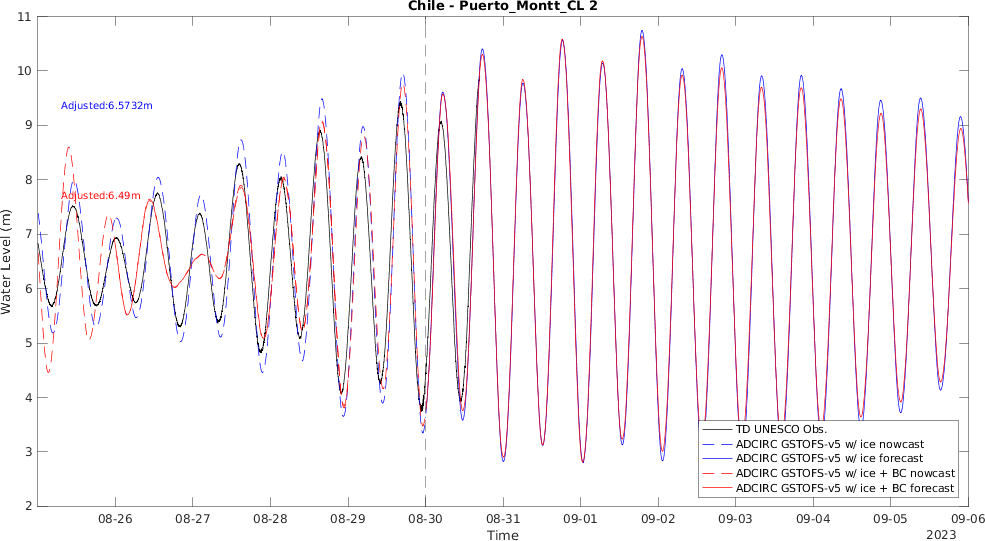 Chile - Puerto_Montt_CL 2
11
10
9
8
7
6
5
4
3
2
Water Level (m)
Adjusted:6.5732m
Adjusted:6.49m
TD UNESCO Obs.
ADCIRC GSTOFS-v5 w/ ice nowcast
ADCIRC GSTOFS-v5 w/ ice forecast
ADCIRC GSTOFS-v5 w/ ice + BC nowcast
ADCIRC GSTOFS-v5 w/ ice + BC forecast
08-26 08-27 08-28 08-29 08-30 08-31 09-01 09-02 09-03 09-04 09-05 09-06
Time
2023